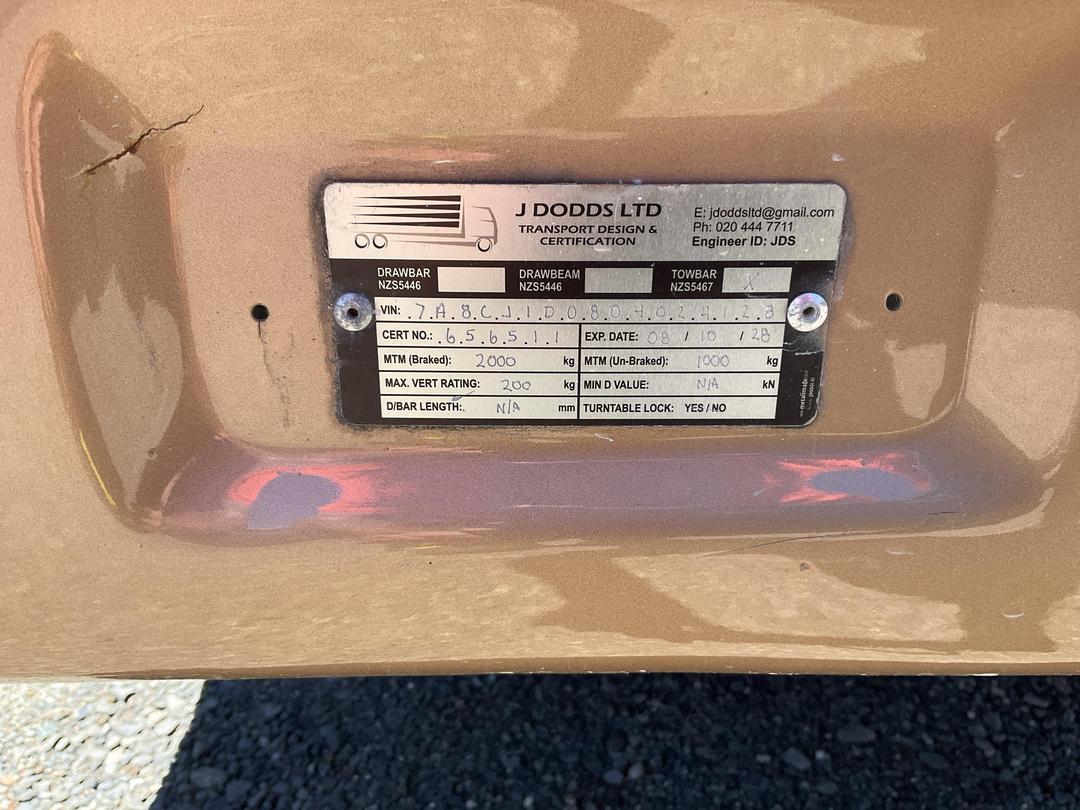 J DODDS LTD
TRANSPORT DESIGN &
CERTIFICATION
E: jdoddsltd@gmail.com
Ph: 020 444 7711
Engineer ID: JDS
DRAWBAR NZS5446
DRAWBEAM NZS5446
TOWBAR NZS5467 X
VIN: 7A8CJ1D0804024128
CERT NO.: 656511 EXP. DATE: 08 / 10 / 28
MTM (Braked): 2000 kg MTM (Un-Braked): 1000 kg
MAX. VERT RATING: 200 kg MIN D VALUE: N/A kN
D/BAR LENGTH: N/A mm TURNTABLE LOCK: YES / NO